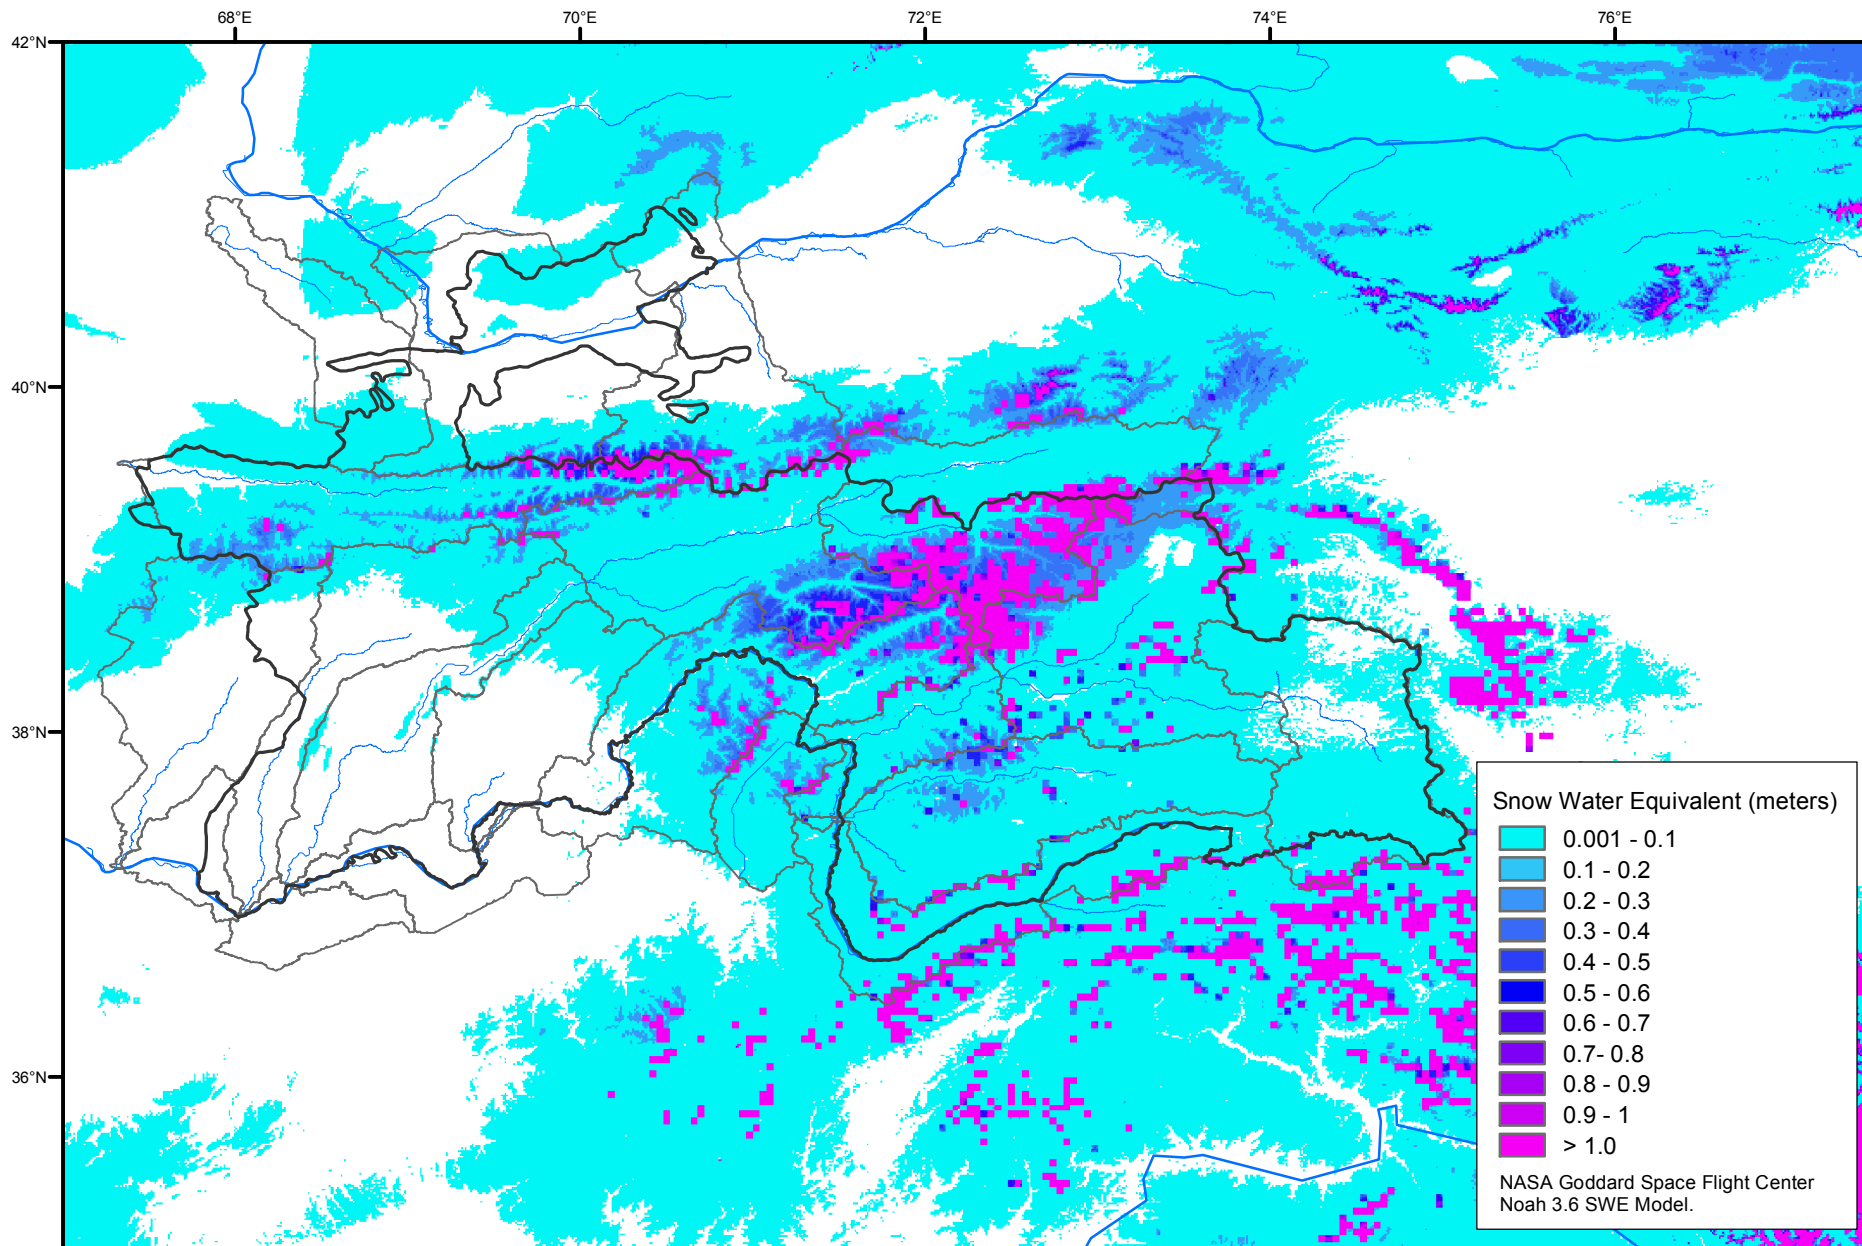 68°E 70°E 72°E 74°E 76°E
42°N
40°N
38°N
36°N
Snow Water Equivalent (meters)
0.001 - 0.1
0.1 - 0.2
0.2 - 0.3
0.3 - 0.4
0.4 - 0.5
0.5 - 0.6
0.6 - 0.7
0.7- 0.8
0.8 - 0.9
0.9 - 1
> 1.0
NASA Goddard Space Flight Center
Noah 3.6 SWE Model.